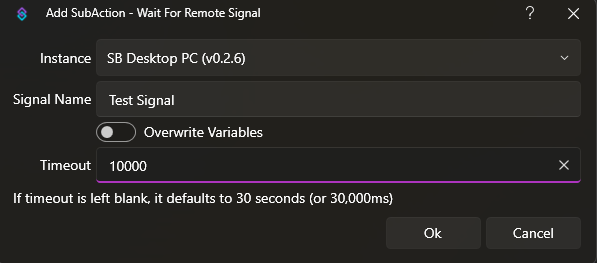 Add SubAction - Wait For Remote Signal
Instance
SB Desktop PC (v0.2.6)
Signal Name
Test Signal
Overwrite Variables
Timeout
10000
If timeout is left blank, it defaults to 30 seconds (or 30,000ms)
Ok
Cancel